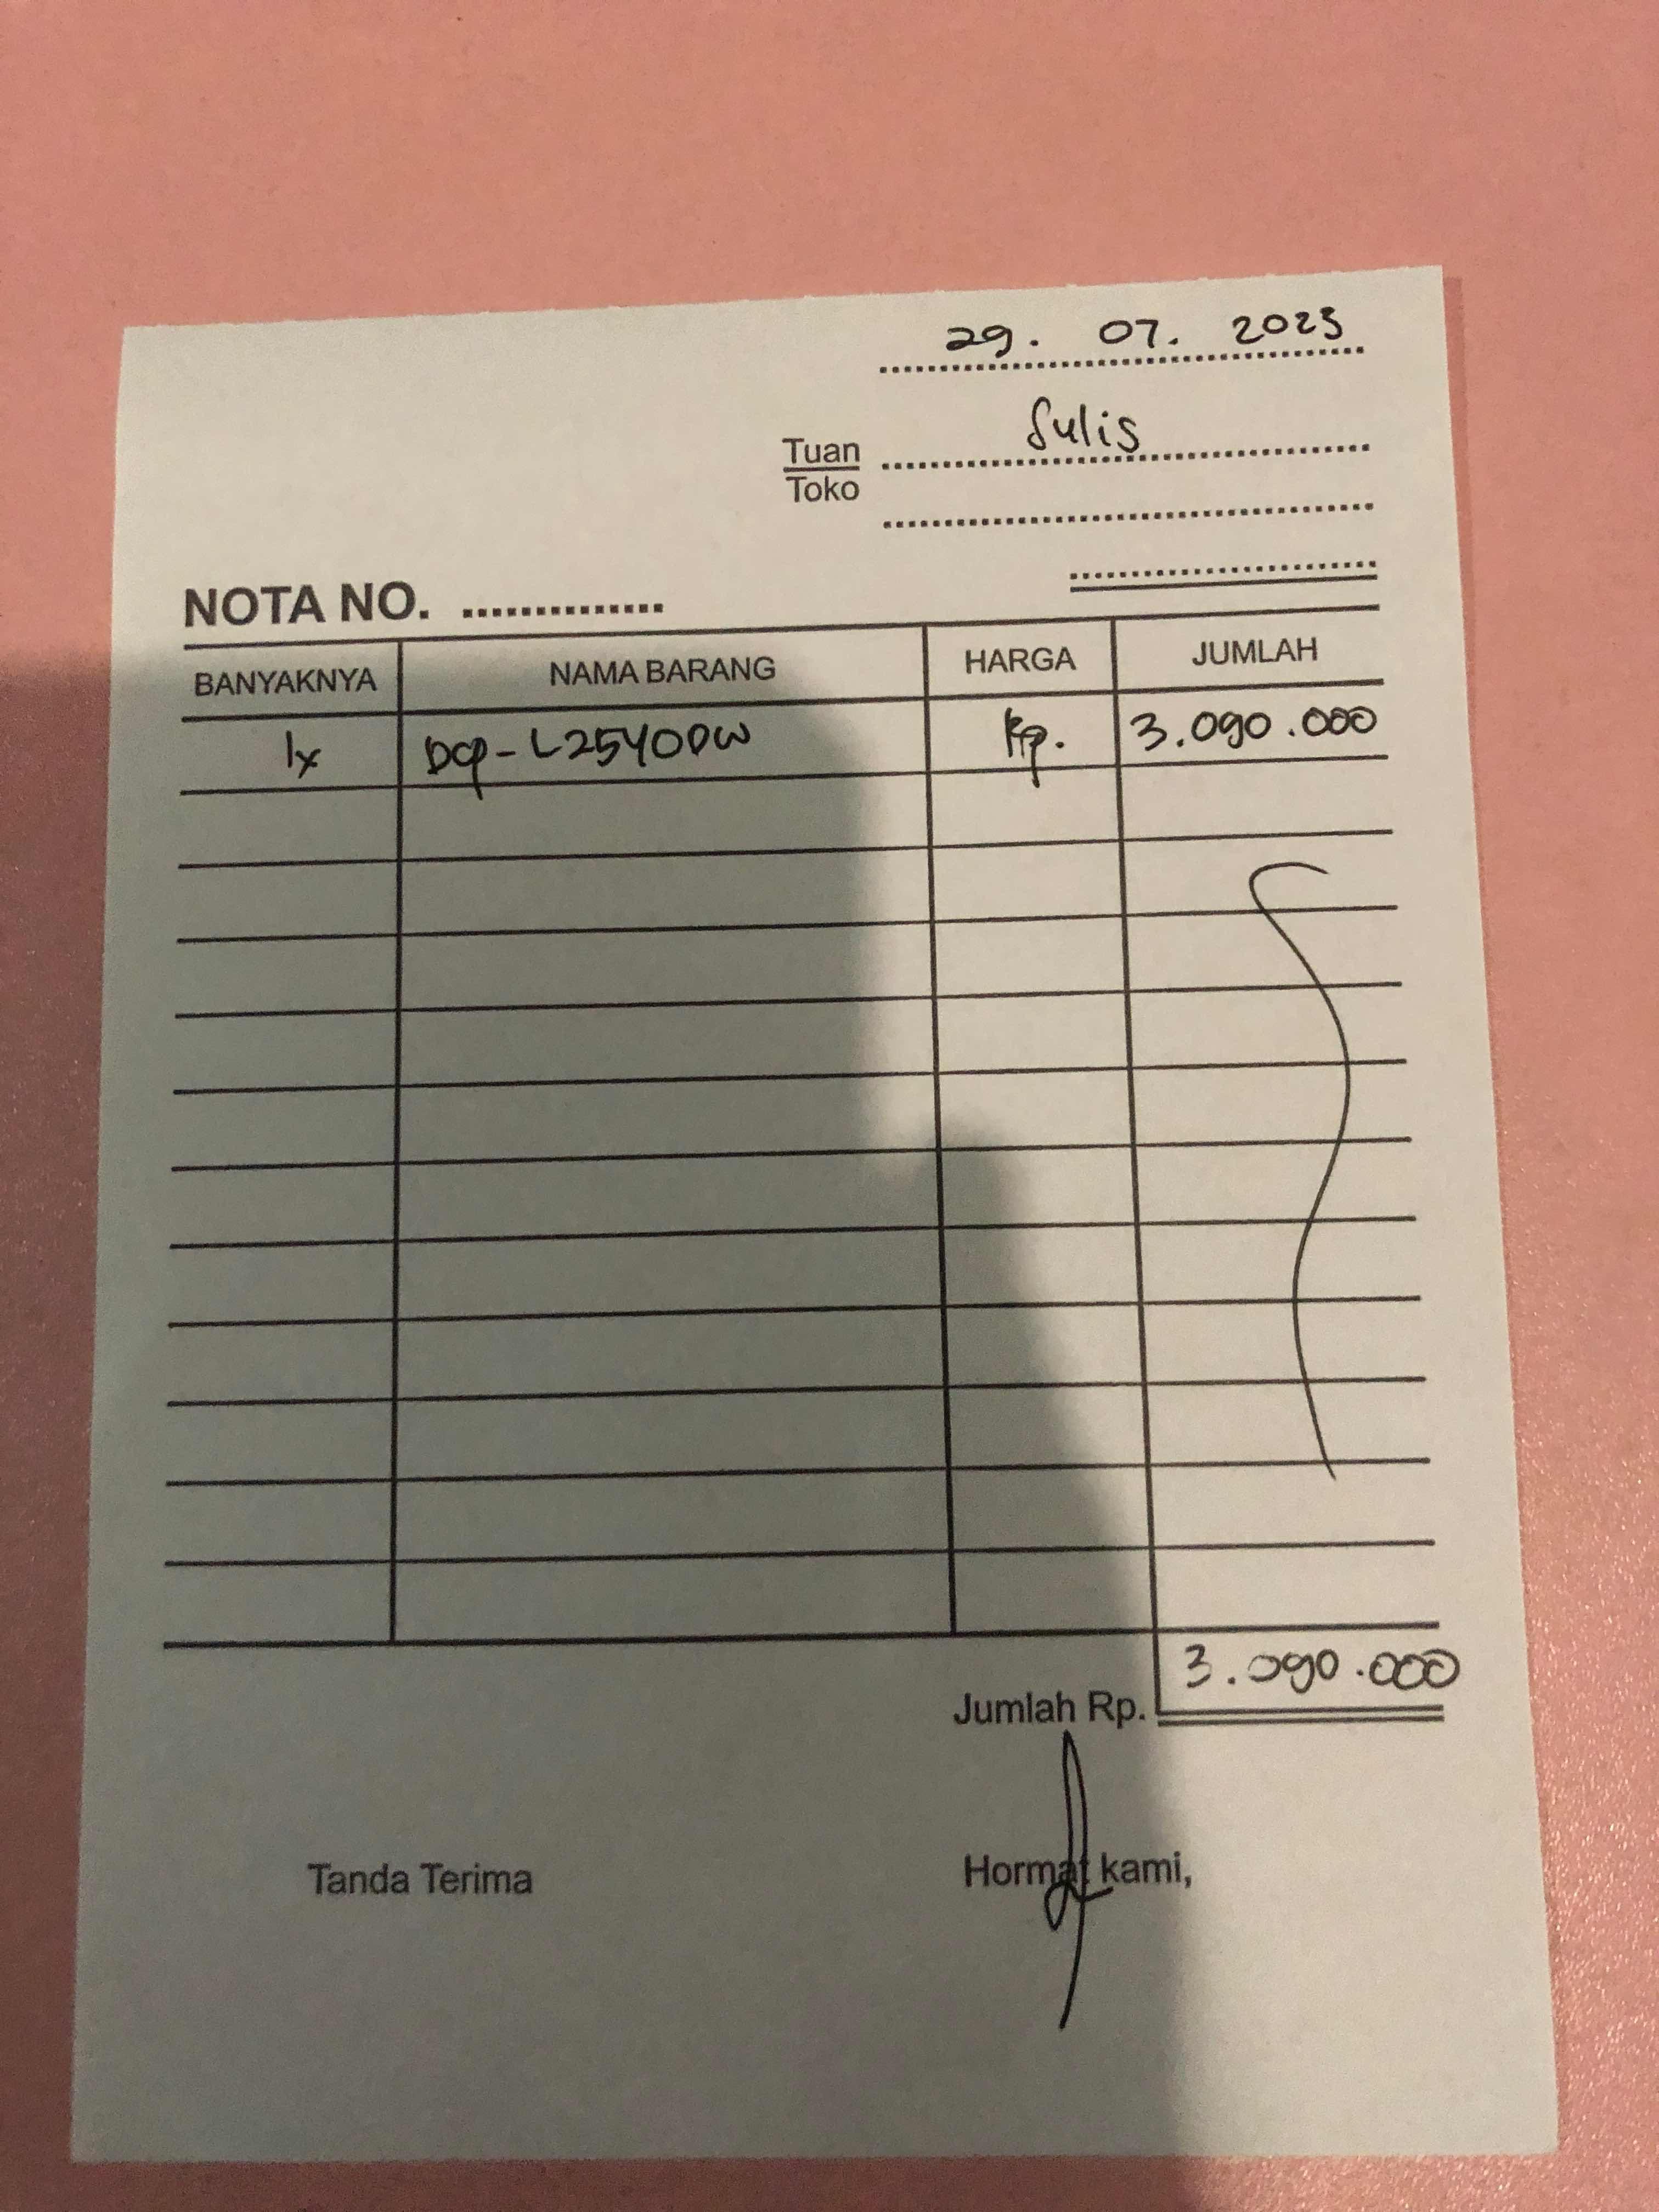 29. 07. 2023
Tuan Sulis
Toko
NOTA NO. ..............
BANYAKNYA NAMA BARANG HARGA JUMLAH
1x DCP-L2540DW Rp. 3.090.000
Jumlah Rp. 3.090.000
Tanda Terima Hormat kami,